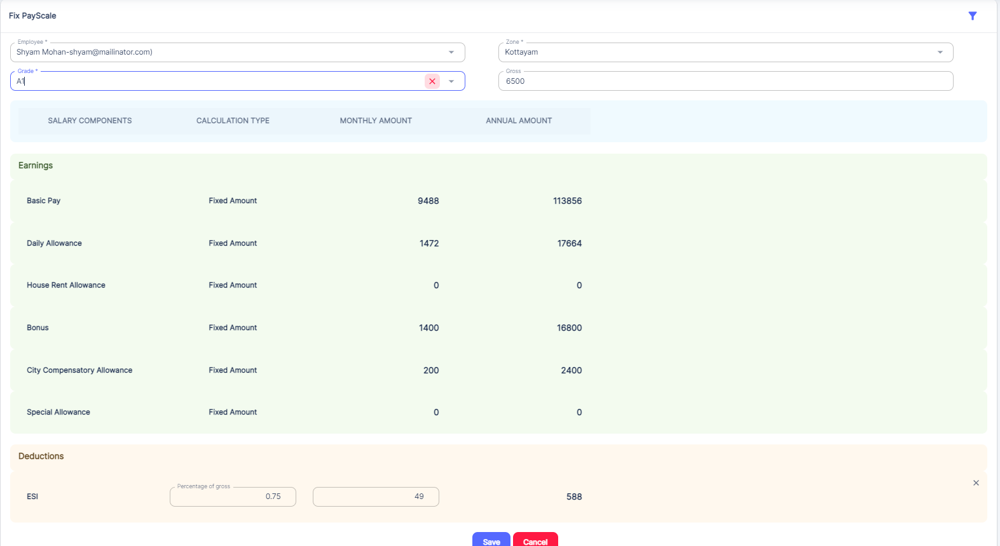 Fix PayScale
Employee *
Shyam Mohan-shyam@mailinator.com)
Zone *
Kottayam
Grade *
A1
Gross
6500
SALARY COMPONENTS CALCULATION TYPE MONTHLY AMOUNT ANNUAL AMOUNT
Earnings
Basic Pay Fixed Amount 9488 113856
Daily Allowance Fixed Amount 1472 17664
House Rent Allowance Fixed Amount 0 0
Bonus Fixed Amount 1400 16800
City Compensatory Allowance Fixed Amount 200 2400
Special Allowance Fixed Amount 0 0
Deductions
Percentage of gross
ESI 0.75 49 588
Save Cancel